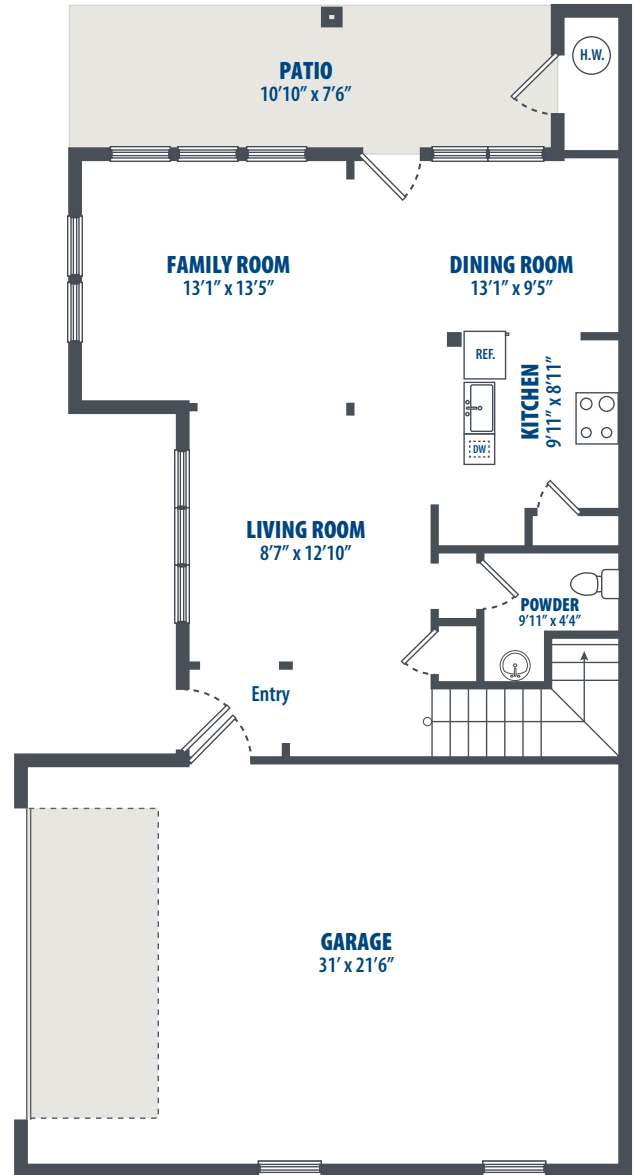 H.W.
PATIO
10'10” x 7'6”
FAMILY ROOM
13'1” x 13'5”
DINING ROOM
13'1” x 9'5”
REF.
KITCHEN
9'11” x 8'11”
DW
LIVING ROOM
8'7” x 12'10”
POWDER
9'11” x 4'4”
Entry
GARAGE
31' x 21'6”